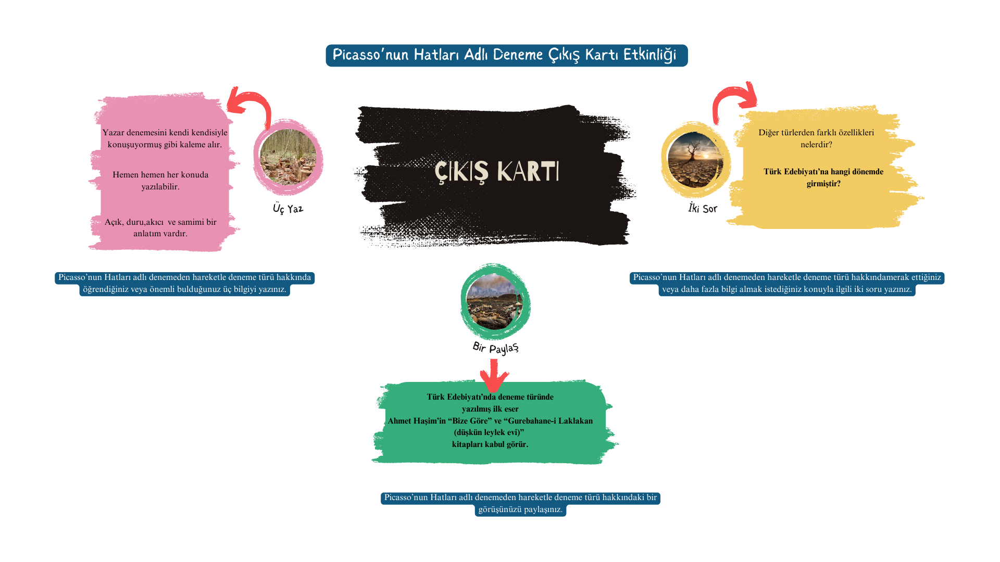 Picasso’nun Hatları Adlı Deneme Çıkış Kartı Etkinliği
Yazar denemesini kendi kendisiyle
konuşuyormuş gibi kaleme alır.
Hemen hemen her konuda
yazılabilir.
Açık, duru,akıcı  ve samimi bir
anlatım vardır.
Üç Yaz
Picasso’nun Hatları adlı denemeden hareketle deneme türü hakkında
öğrendiğiniz veya önemli bulduğunuz üç bilgiyi yazınız.
ÇIKIŞ KARTI
İki Sor
Diğer türlerden farklı özellikleri
nelerdir?
Türk Edebiyatı’na hangi dönemde
girmiştir?
Picasso’nun Hatları adlı denemeden hareketle deneme türü hakkındamerak ettiğiniz
veya daha fazla bilgi almak istediğiniz konuyla ilgili iki soru yazınız.
Bir Paylaş
Türk Edebiyatı’nda deneme türünde
yazılmış ilk eser
Ahmet Haşim’in “Bize Göre” ve “Gurebahane-i Laklakan
(düşkün leylek evi)”
kitapları kabul görür.
Picasso’nun Hatları adlı denemeden hareketle deneme türü hakkındaki bir
görüşünüzü paylaşınız.